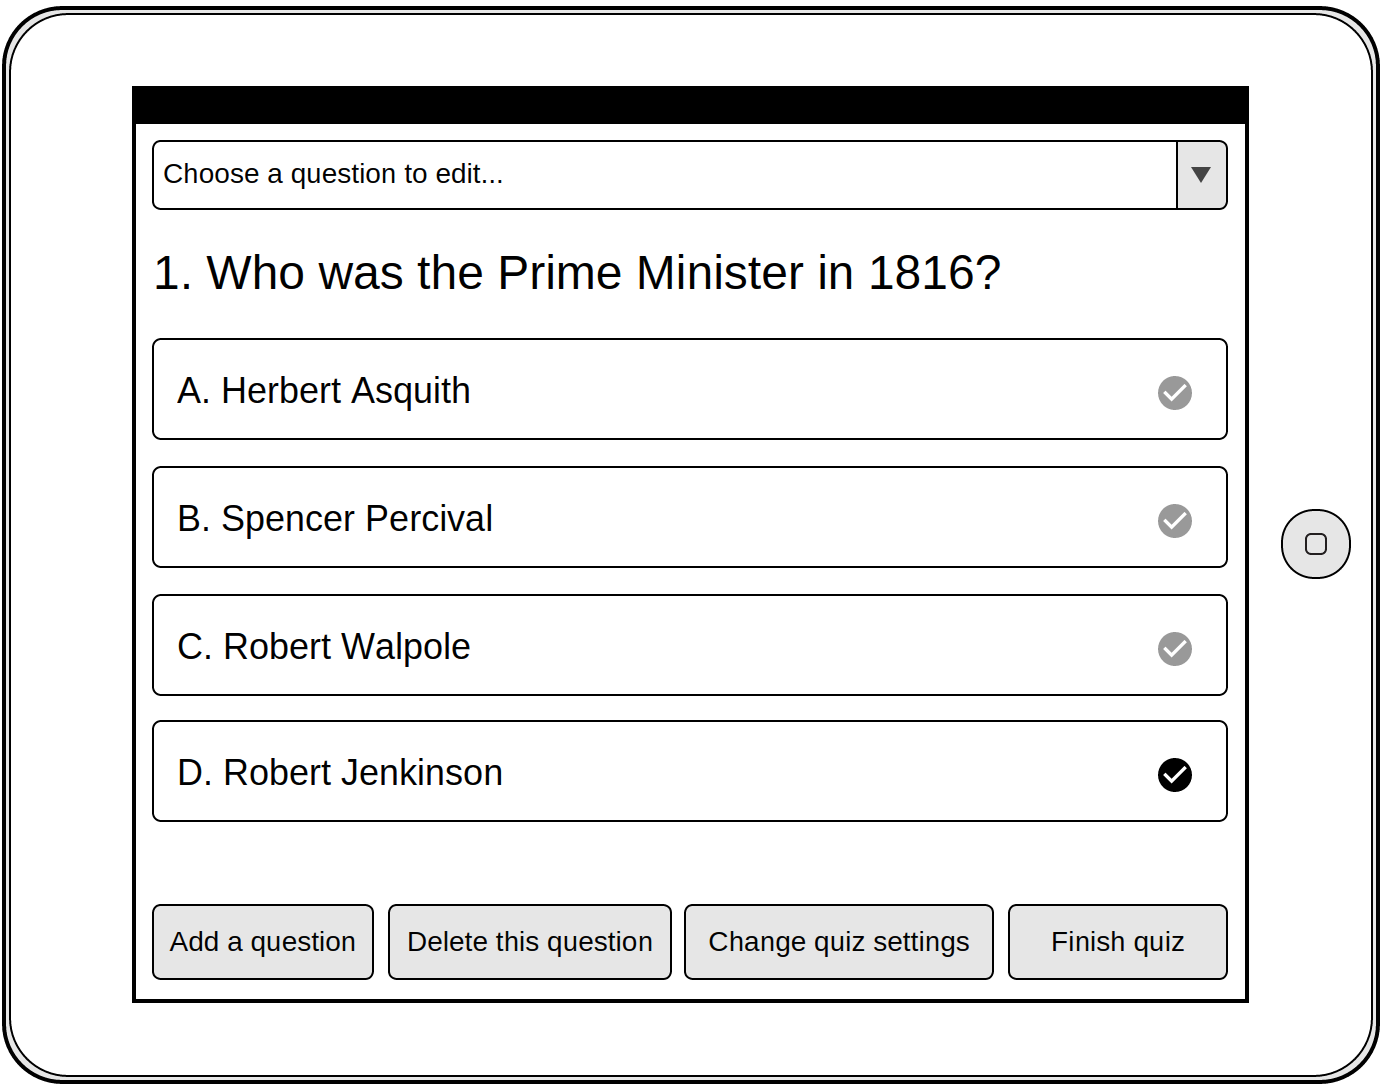 Choose a question to edit...
1. Who was the Prime Minister in 1816?
A. Herbert Asquith
B. Spencer Percival
C. Robert Walpole
D. Robert Jenkinson
Add a question
Delete this question
Change quiz settings
Finish quiz